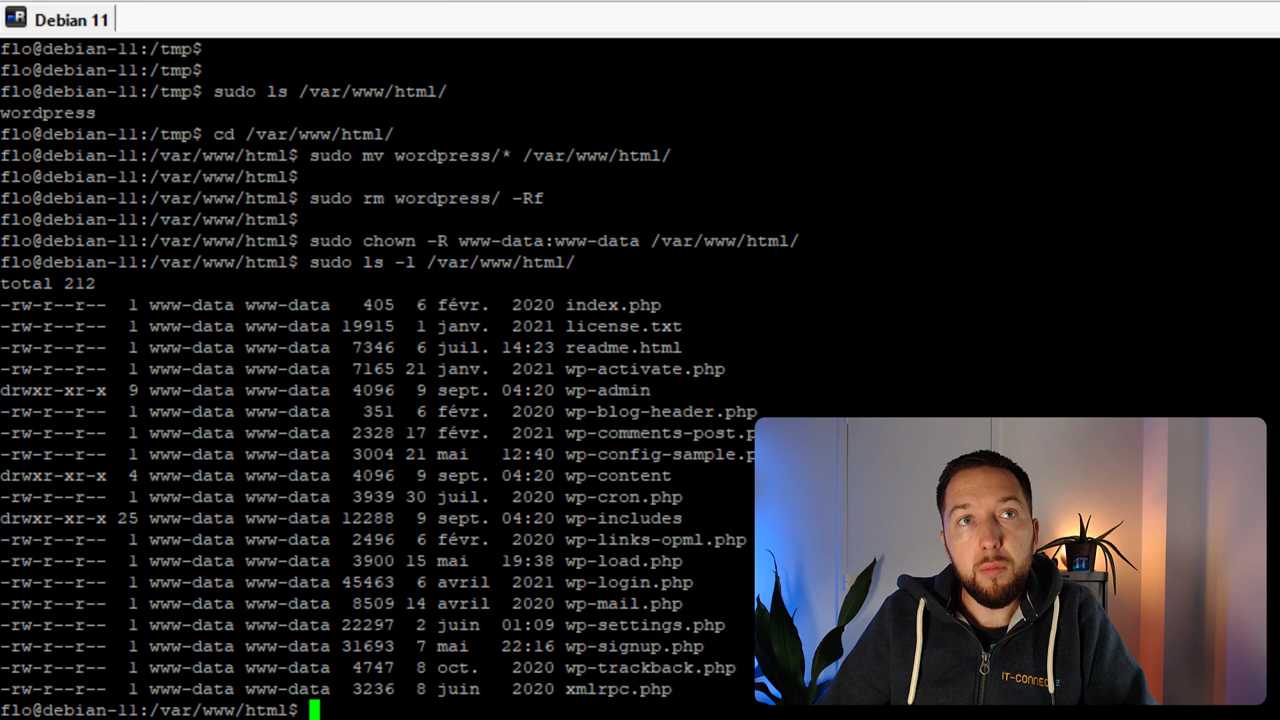 Debian 11
flo@debian-11:/tmp$
flo@debian-11:/tmp$
flo@debian-11:/tmp$ sudo ls /var/www/html/
wordpress
flo@debian-11:/tmp$ cd /var/www/html/
flo@debian-11:/var/www/html$ sudo mv wordpress/* /var/www/html/
flo@debian-11:/var/www/html$
flo@debian-11:/var/www/html$ sudo rm wordpress/ -Rf
flo@debian-11:/var/www/html$
flo@debian-11:/var/www/html$ sudo chown -R www-data:www-data /var/www/html/
flo@debian-11:/var/www/html$ sudo ls -l /var/www/html/
total 212
-rw-r--r-- 1 www-data www-data 405 6 févr. 2020 index.php
-rw-r--r-- 1 www-data www-data 19915 1 janv. 2021 license.txt
-rw-r--r-- 1 www-data www-data 7346 6 juil. 14:23 readme.html
-rw-r--r-- 1 www-data www-data 7165 21 janv. 2021 wp-activate.php
drwxr-xr-x 9 www-data www-data 4096 9 sept. 04:20 wp-admin
-rw-r--r-- 1 www-data www-data 351 6 févr. 2020 wp-blog-header.php
-rw-r--r-- 1 www-data www-data 2328 17 févr. 2021 wp-comments-post.p
-rw-r--r-- 1 www-data www-data 3004 21 mai 12:40 wp-config-sample.p
drwxr-xr-x 4 www-data www-data 4096 9 sept. 04:20 wp-content
-rw-r--r-- 1 www-data www-data 3939 30 juil. 2020 wp-cron.php
drwxr-xr-x 25 www-data www-data 12288 9 sept. 04:20 wp-includes
-rw-r--r-- 1 www-data www-data 2496 6 févr. 2020 wp-links-opml.php
-rw-r--r-- 1 www-data www-data 3900 15 mai 19:38 wp-load.php
-rw-r--r-- 1 www-data www-data 45463 6 avril 2021 wp-login.php
-rw-r--r-- 1 www-data www-data 8509 14 avril 2020 wp-mail.php
-rw-r--r-- 1 www-data www-data 22297 2 juin 01:09 wp-settings.php
-rw-r--r-- 1 www-data www-data 31693 7 mai 22:16 wp-signup.php
-rw-r--r-- 1 www-data www-data 4747 8 oct. 2020 wp-trackback.php
-rw-r--r-- 1 www-data www-data 3236 8 juin 2020 xmlrpc.php
flo@debian-11:/var/www/html$
IT
IT-CONNEC